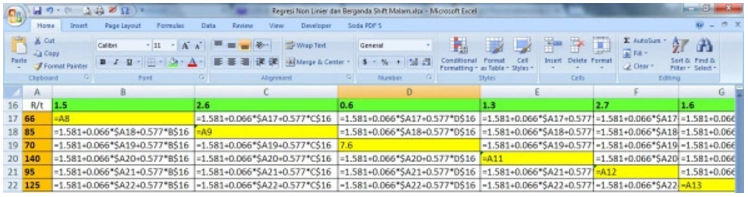 Regresi Non Linier dan Berganda Shift Malam.xlsx - Microsoft Excel
Home Insert Page Layout Formulas Data Review View Developer Soda PDF 5
Paste Cut Copy Format Painter Clipboard
Calibri 11 Font
Wrap Text Merge & Center Alignment
General Number
Conditional Formatting Format as Table Cell Styles Styles
Insert Delete Format Cells
AutoSum Fill Clear Sort & Filter Find & Select Editing
A B C D E F G
16 R/t 1.5 2.6 0.6 1.3 2.7 1.6
17 66 =A8 =1.581+0.066*$A17+0.577*C$16 =1.581+0.066*$A17+0.577*D$16 =1.581+0.066*$A17+0.577 =1.581+0.066*$A17 =1.581+0.066
18 85 =1.581+0.066*$A18+0.577*B$16 =A9 =1.581+0.066*$A18+0.577*D$16 =1.581+0.066*$A18+0.577 =1.581+0.066*$A18 =1.581+0.066
19 70 =1.581+0.066*$A19+0.577*B$16 =1.581+0.066*$A19+0.577*C$16 7.6 =1.581+0.066*$A19+0.577 =1.581+0.066*$A19 =1.581+0.066
20 140 =1.581+0.066*$A20+0.577*B$16 =1.581+0.066*$A20+0.577*C$16 =1.581+0.066*$A20+0.577*D$16 =A11 =1.581+0.066*$A20 =1.581+0.066
21 95 =1.581+0.066*$A21+0.577*B$16 =1.581+0.066*$A21+0.577*C$16 =1.581+0.066*$A21+0.577*D$16 =1.581+0.066*$A21+0.577 =A12 =1.581+0.066
22 125 =1.581+0.066*$A22+0.577*B$16 =1.581+0.066*$A22+0.577*C$16 =1.581+0.066*$A22+0.577*D$16 =1.581+0.066*$A22+0.577 =1.581+0.066*$A22 =A13